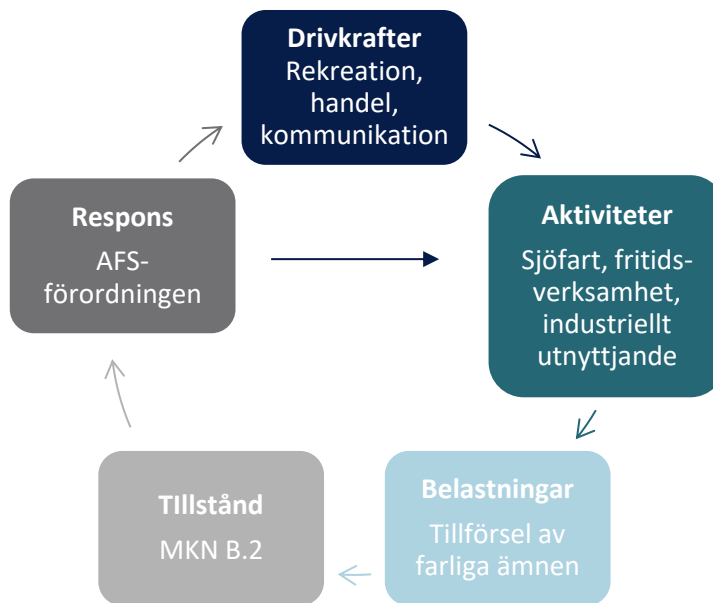 Drivkrafter
Rekreation,
handel,
kommunikation
Respons
AFS-
förordningen
Aktiviteter
Sjöfart, fritids-
verksamhet,
industriellt
utnyttjande
TIllstånd
MKN B.2
Belastningar
Tillförsel av
farliga ämnen